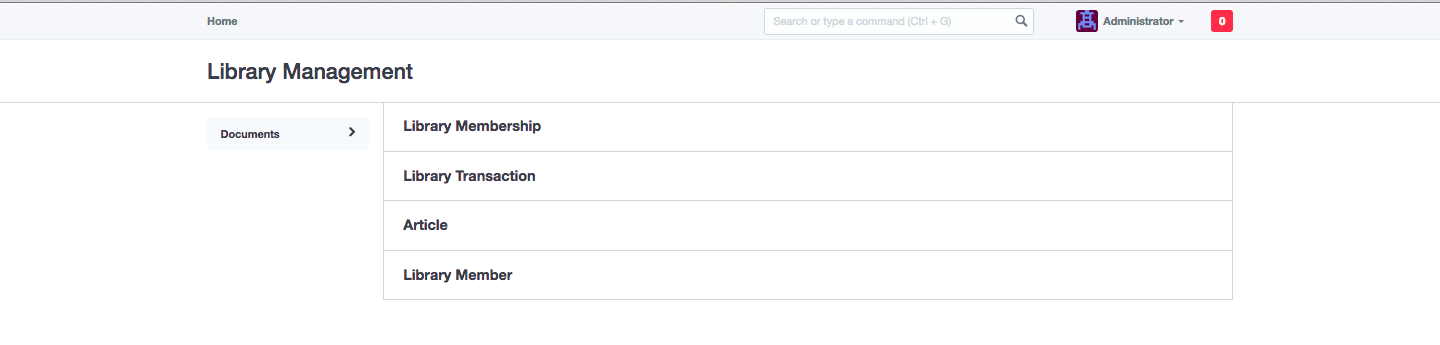 Home
Search or type a command (Ctrl + G)
Administrator
0
Library Management
Documents
Library Membership
Library Transaction
Article
Library Member